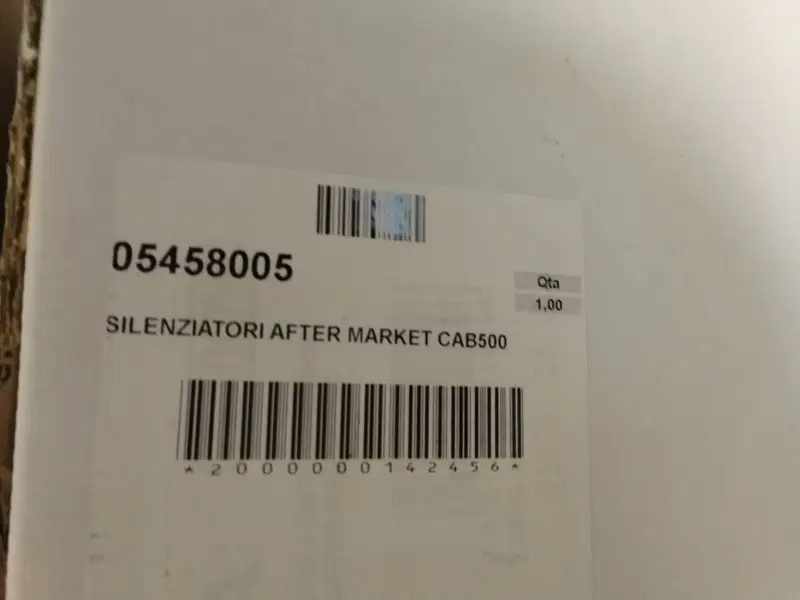 05458005
Qta
1,00
SILENZIATORI AFTER MARKET CAB500
*2000000142456*